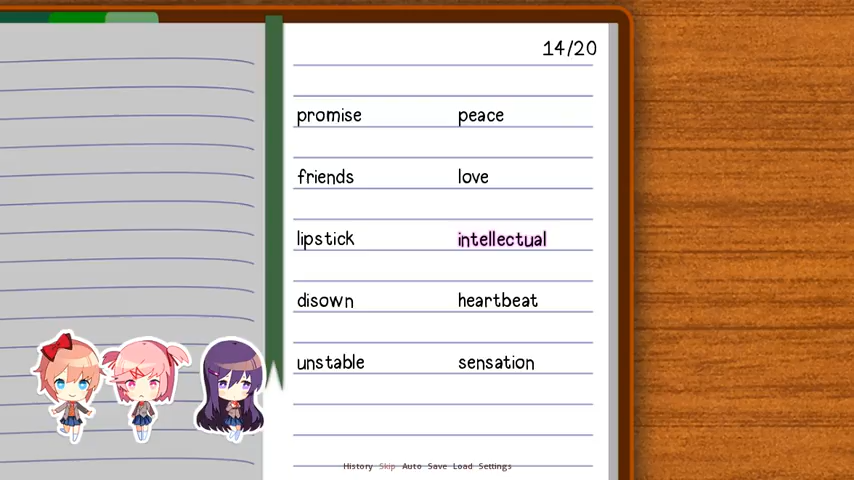 14/20
promise peace
friends love
lipstick intellectual
disown heartbeat
unstable sensation
History Skip Auto Save Load Settings